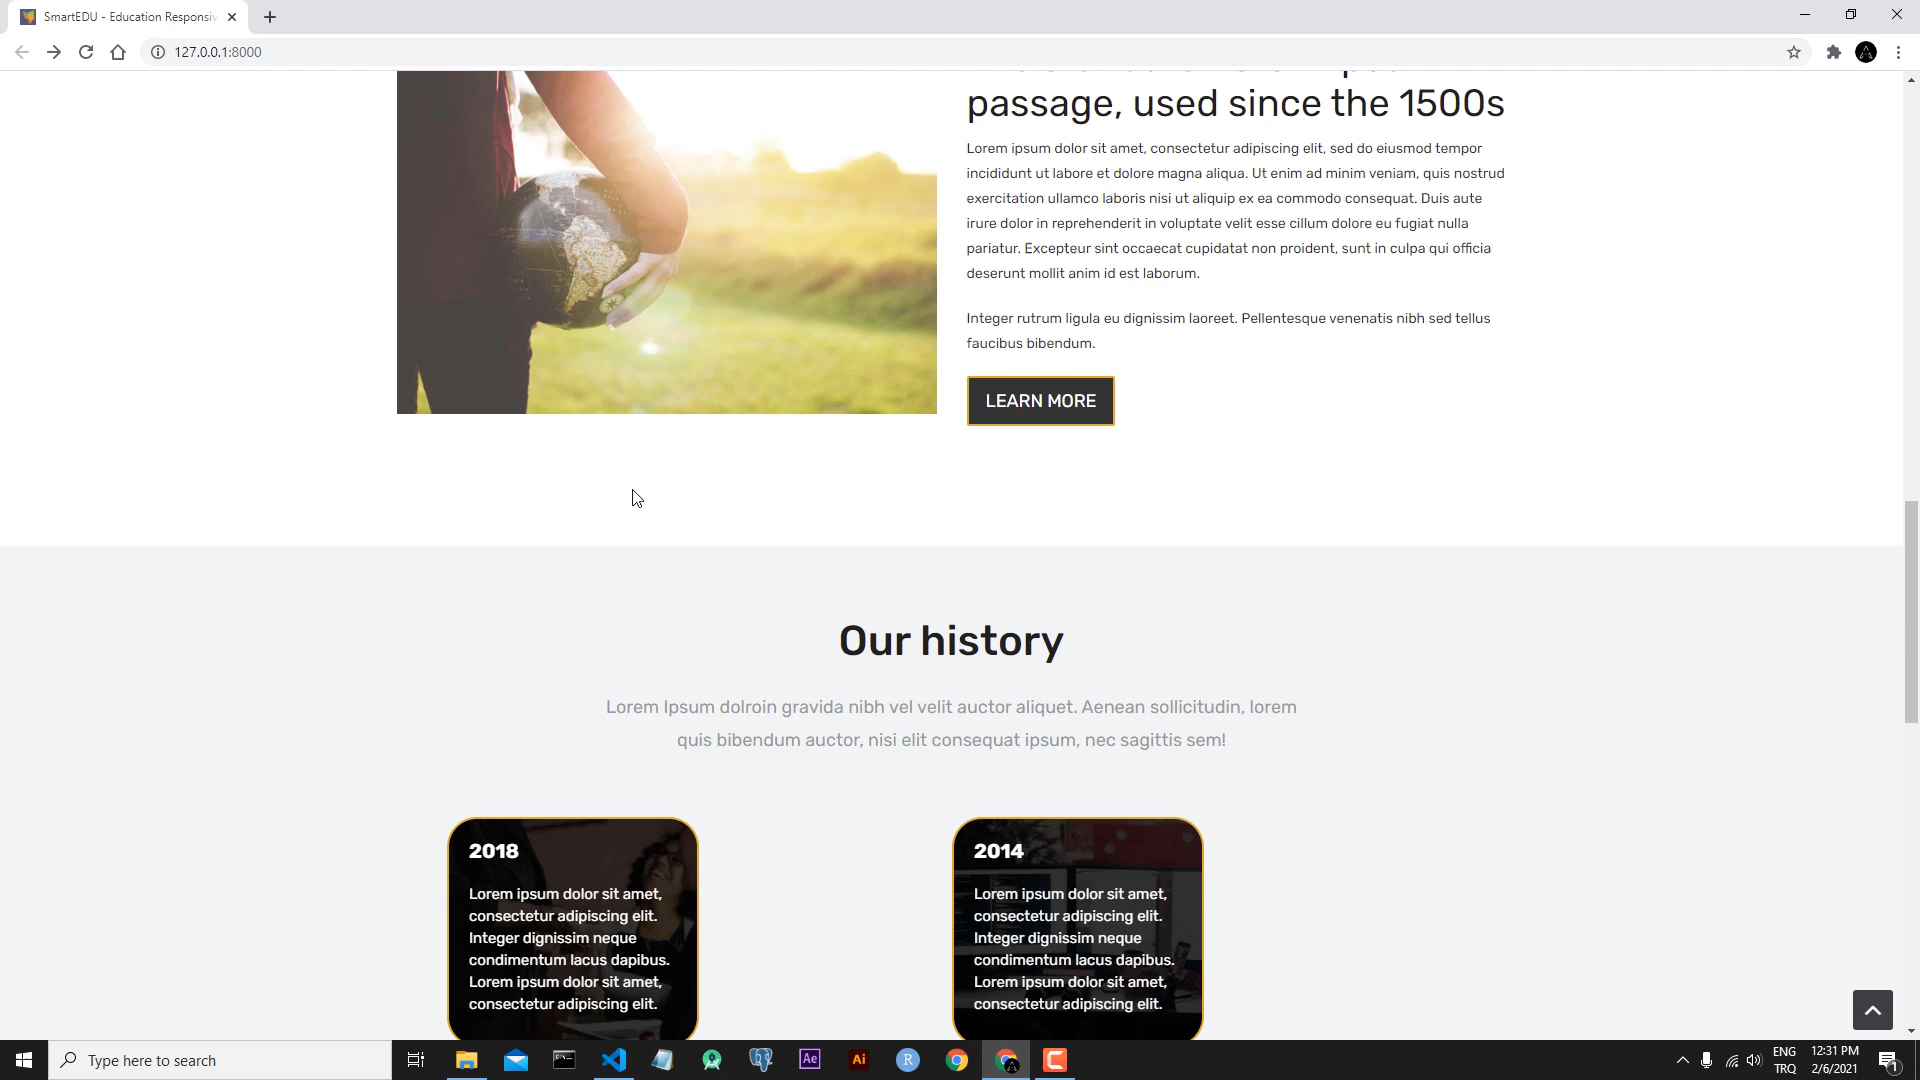 SmartEDU - Education Responsiv
127.0.0.1:8000
passage, used since the 1500s
Lorem ipsum dolor sit amet, consectetur adipiscing elit, sed do eiusmod tempor
incididunt ut labore et dolore magna aliqua. Ut enim ad minim veniam, quis nostrud
exercitation ullamco laboris nisi ut aliquip ex ea commodo consequat. Duis aute
irure dolor in reprehenderit in voluptate velit esse cillum dolore eu fugiat nulla
pariatur. Excepteur sint occaecat cupidatat non proident, sunt in culpa qui officia
deserunt mollit anim id est laborum.
Integer rutrum ligula eu dignissim laoreet. Pellentesque venenatis nibh sed tellus
faucibus bibendum.
LEARN MORE
Our history
Lorem Ipsum dolroin gravida nibh vel velit auctor aliquet. Aenean sollicitudin, lorem
quis bibendum auctor, nisi elit consequat ipsum, nec sagittis sem!
2018
Lorem ipsum dolor sit amet,
consectetur adipiscing elit.
Integer dignissim neque
condimentum lacus dapibus.
Lorem ipsum dolor sit amet,
consectetur adipiscing elit.
2014
Lorem ipsum dolor sit amet,
consectetur adipiscing elit.
Integer dignissim neque
condimentum lacus dapibus.
Lorem ipsum dolor sit amet,
consectetur adipiscing elit.
Type here to search
Ae
Ai
R
ENG
TRQ
12:31 PM
2/6/2021
1